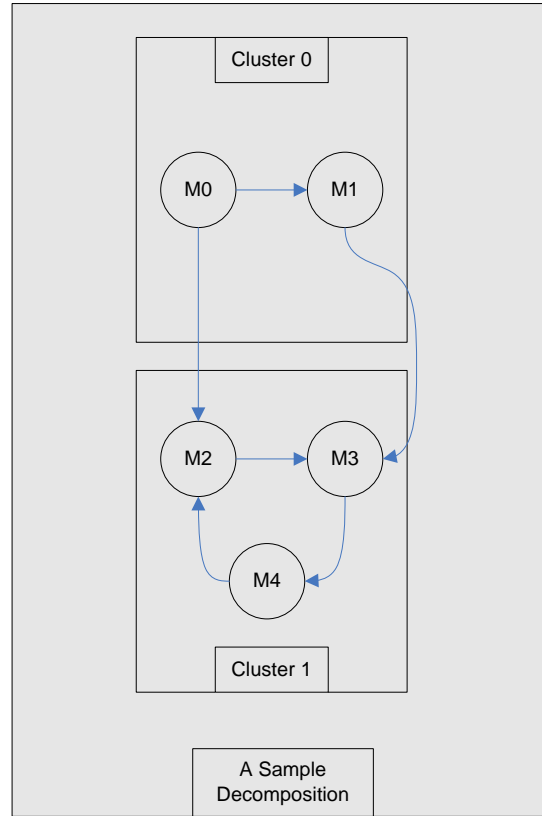 Cluster 0
M0
M1
M2
M3
M4
Cluster 1
A Sample
Decomposition